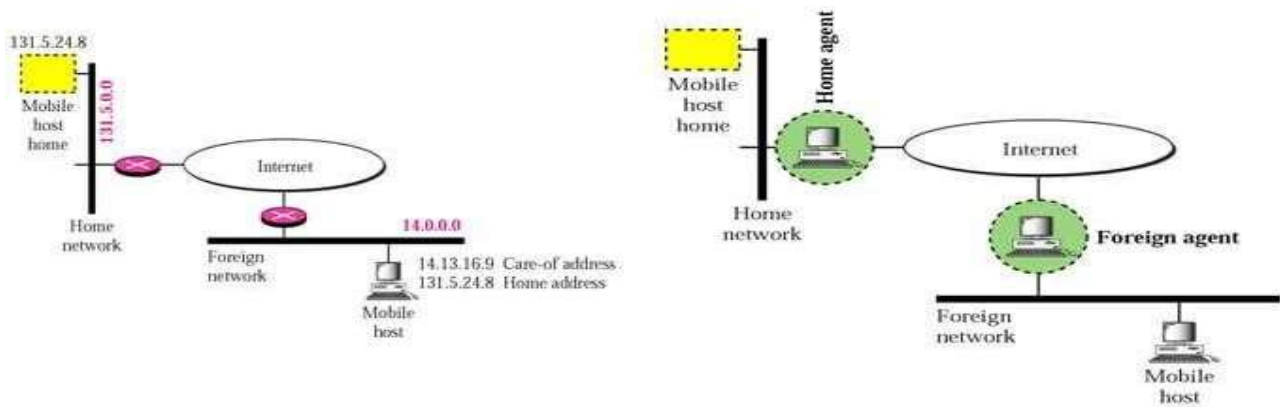 131.5.24.8
Mobile
host
home
131.5.0.0
Internet
Home
network
14.0.0.0
Foreign
network
14.13.16.9 Care-of address
131.5.24.8 Home address
Mobile
host
Home agent
Mobile
host
home
Internet
Home
network
Foreign agent
Foreign
network
Mobile
host